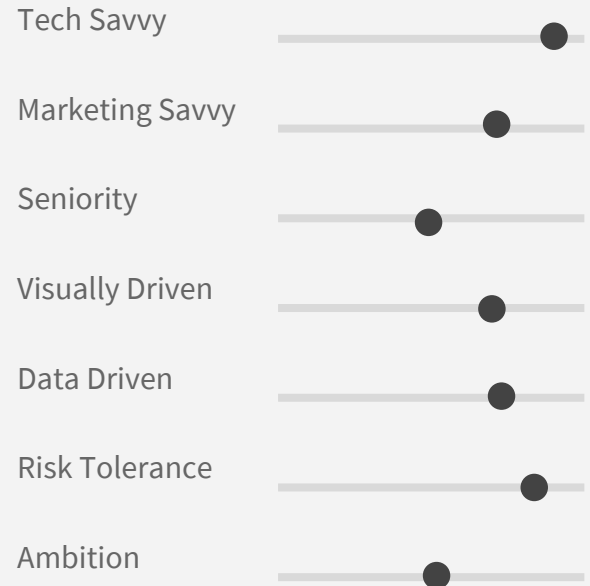 Tech Savvy
Marketing Savvy
Seniority
Visually Driven
Data Driven
Risk Tolerance
Ambition